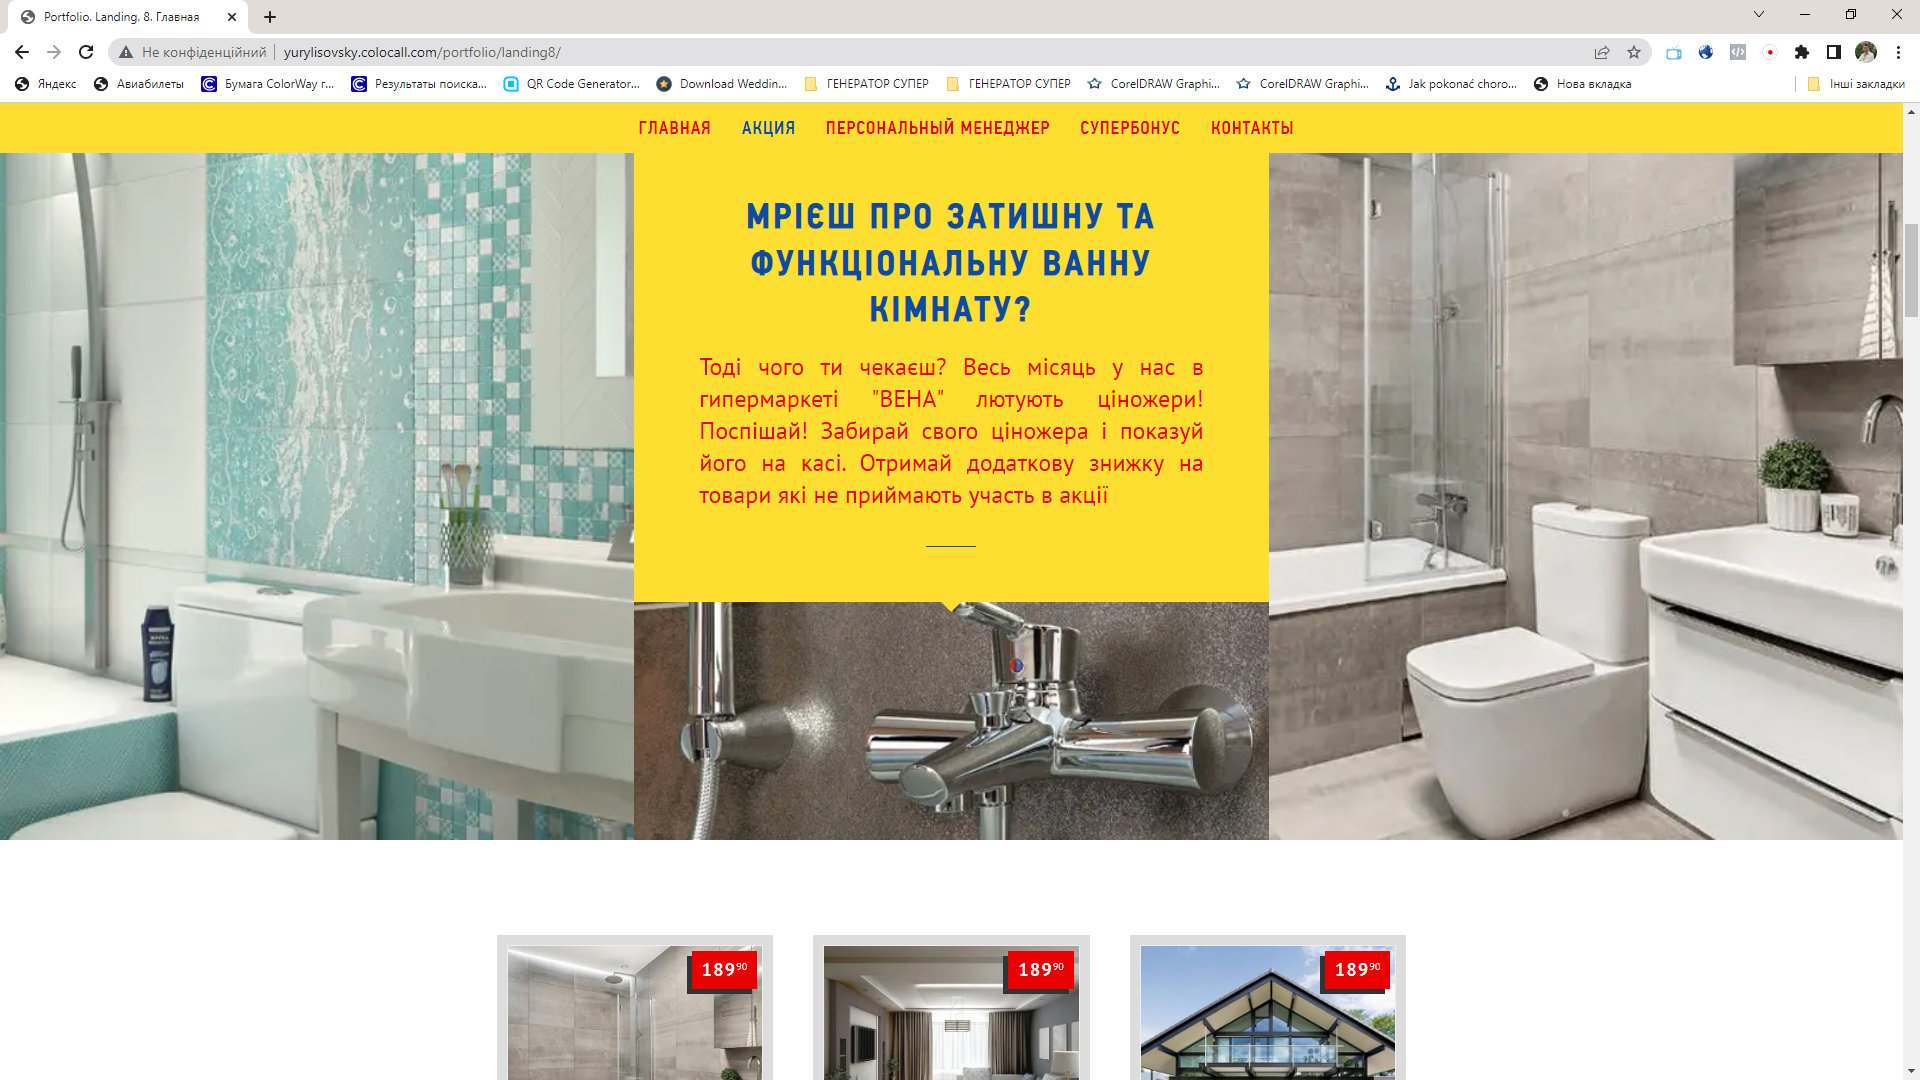 Portfolio. Landing. 8. Главная
Не конфіденційний
yurylisovsky.colocall.com/portfolio/landing8/
Яндекс
Авиабилеты
Бумага ColorWay г...
Результаты поиска...
QR Code Generator...
Download Weddin...
ГЕНЕРАТОР СУПЕР
ГЕНЕРАТОР СУПЕР
CorelDRAW Graphi...
CorelDRAW Graphi...
Jak pokonać choro...
Нова вкладка
Інші закладки
ГЛАВНАЯ
АКЦИЯ
ПЕРСОНАЛЬНЫЙ МЕНЕДЖЕР
СУПЕРБОНУС
КОНТАКТЫ
МРІЄШ ПРО ЗАТИШНУ ТА
ФУНКЦІОНАЛЬНУ ВАННУ
КІМНАТУ?
Тоді чого ти чекаєш? Весь місяць у нас в
гипермаркеті "ВЕНА" лютують ціножери!
Поспішай! Забирай свого ціножера і показуй
його на касі. Отримай додаткову знижку на
товари які не приймають участь в акції
NIVEA
189 90
189 90
189 90